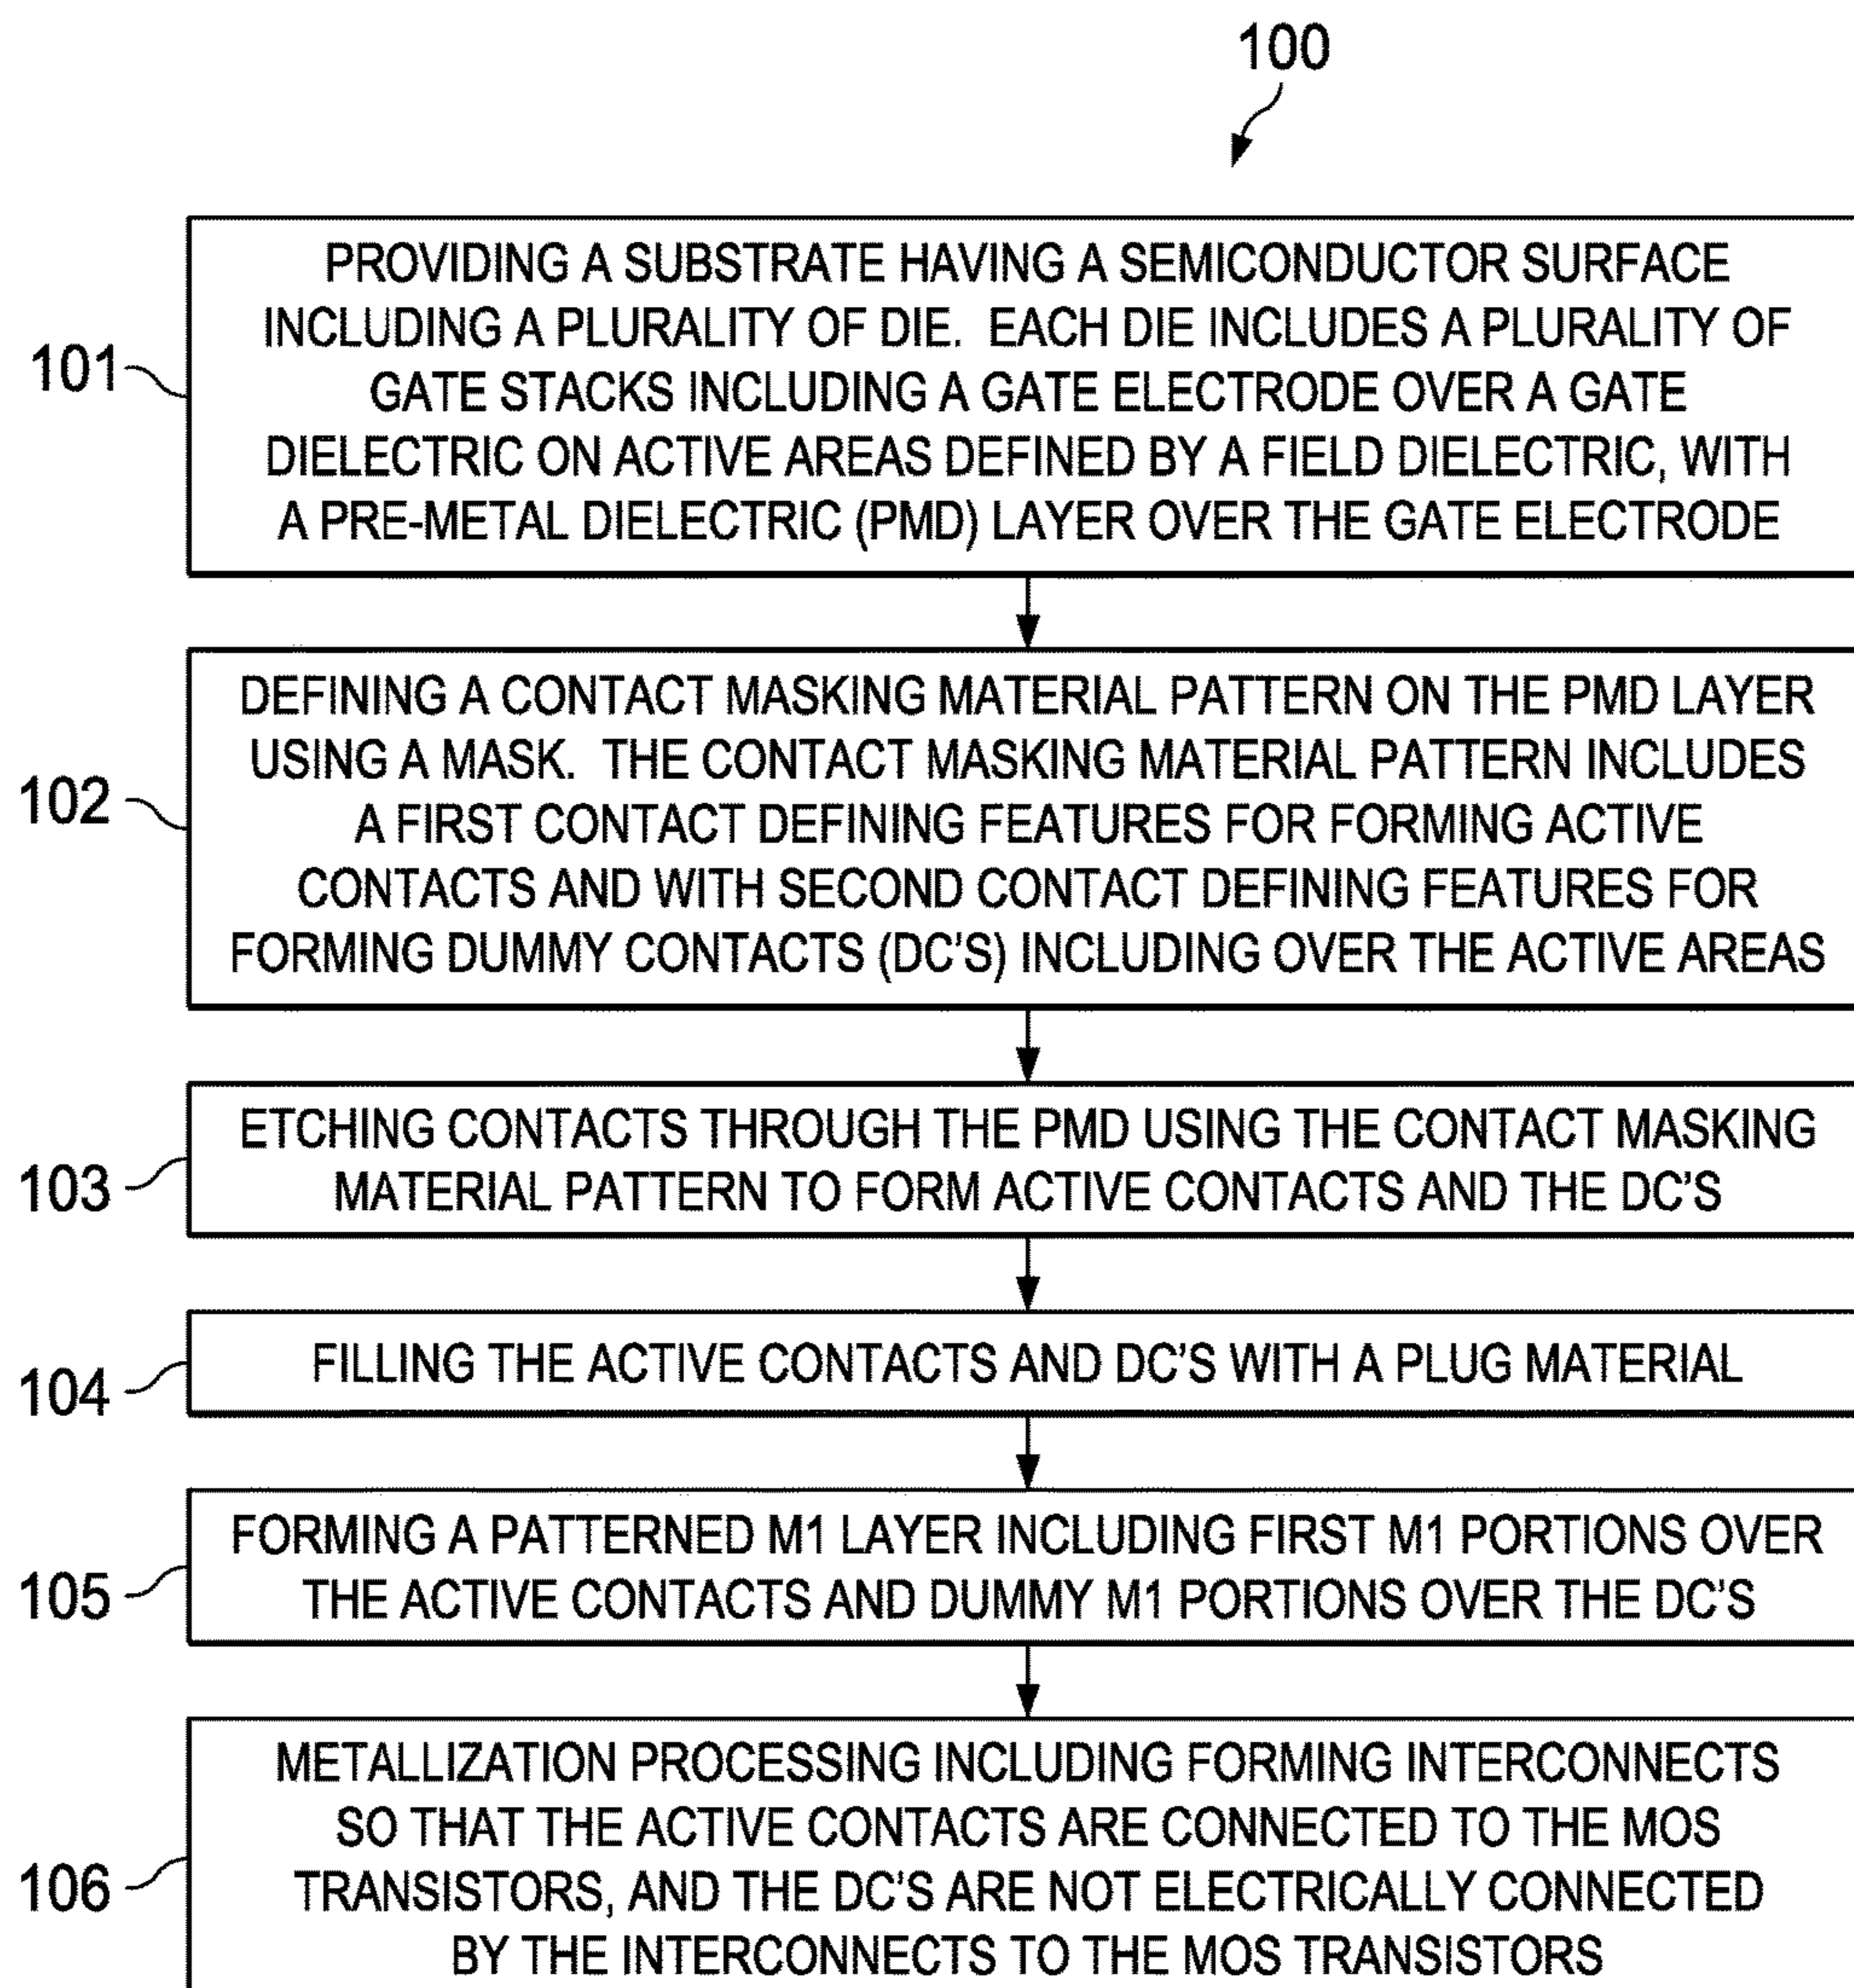 100
101
PROVIDING A SUBSTRATE HAVING A SEMICONDUCTOR SURFACE
INCLUDING A PLURALITY OF DIE. EACH DIE INCLUDES A PLURALITY OF
GATE STACKS INCLUDING A GATE ELECTRODE OVER A GATE
DIELECTRIC ON ACTIVE AREAS DEFINED BY A FIELD DIELECTRIC, WITH
A PRE-METAL DIELECTRIC (PMD) LAYER OVER THE GATE ELECTRODE
102
DEFINING A CONTACT MASKING MATERIAL PATTERN ON THE PMD LAYER
USING A MASK. THE CONTACT MASKING MATERIAL PATTERN INCLUDES
A FIRST CONTACT DEFINING FEATURES FOR FORMING ACTIVE
CONTACTS AND WITH SECOND CONTACT DEFINING FEATURES FOR
FORMING DUMMY CONTACTS (DC'S) INCLUDING OVER THE ACTIVE AREAS
103
ETCHING CONTACTS THROUGH THE PMD USING THE CONTACT MASKING
MATERIAL PATTERN TO FORM ACTIVE CONTACTS AND THE DC'S
104
FILLING THE ACTIVE CONTACTS AND DC'S WITH A PLUG MATERIAL
105
FORMING A PATTERNED M1 LAYER INCLUDING FIRST M1 PORTIONS OVER
THE ACTIVE CONTACTS AND DUMMY M1 PORTIONS OVER THE DC'S
106
METALLIZATION PROCESSING INCLUDING FORMING INTERCONNECTS
SO THAT THE ACTIVE CONTACTS ARE CONNECTED TO THE MOS
TRANSISTORS, AND THE DC'S ARE NOT ELECTRICALLY CONNECTED
BY THE INTERCONNECTS TO THE MOS TRANSISTORS